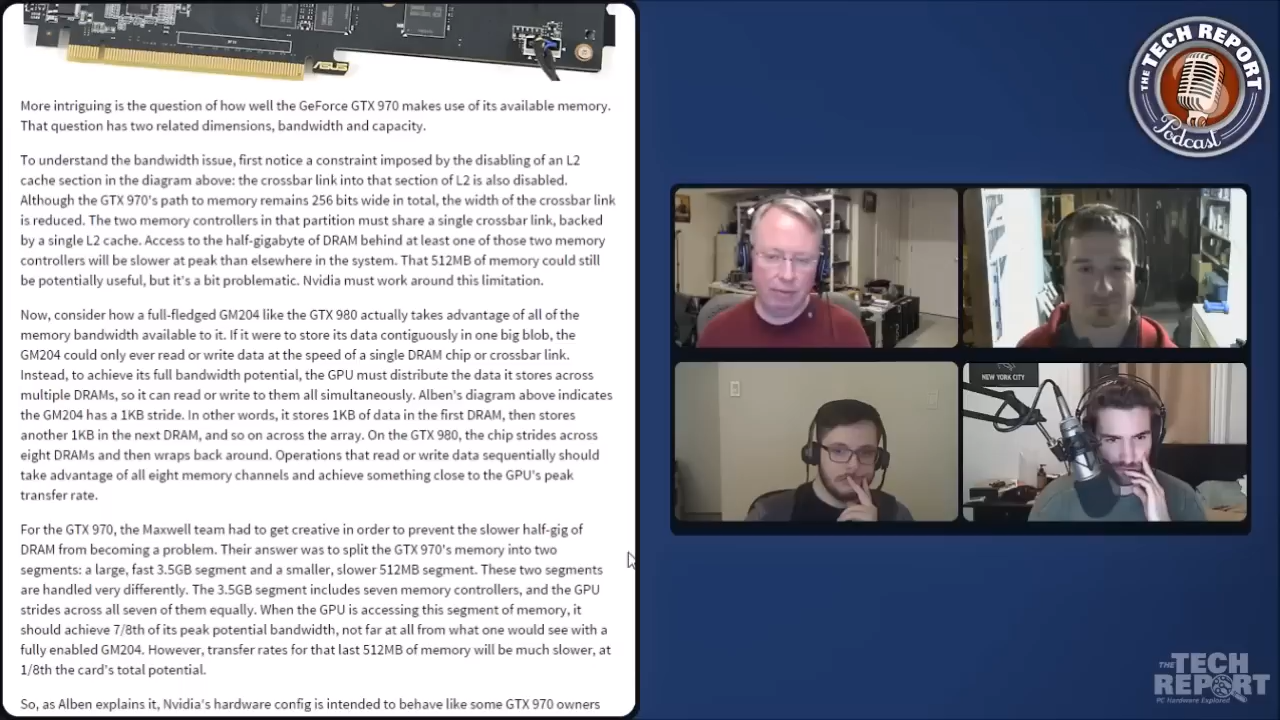 ASUS
More intriguing is the question of how well the GeForce GTX 970 makes use of its available memory.
That question has two related dimensions, bandwidth and capacity.
To understand the bandwidth issue, first notice a constraint imposed by the disabling of an L2
cache section in the diagram above: the crossbar link into that section of L2 is also disabled.
Although the GTX 970's path to memory remains 256 bits wide in total, the width of the crossbar link
is reduced. The two memory controllers in that partition must share a single crossbar link, backed
by a single L2 cache. Access to the half-gigabyte of DRAM behind at least one of those two memory
controllers will be slower at peak than elsewhere in the system. That 512MB of memory could still
be potentially useful, but it's a bit problematic. Nvidia must work around this limitation.
Now, consider how a full-fledged GM204 like the GTX 980 actually takes advantage of all of the
memory bandwidth available to it. If it were to store its data contiguously in one big blob, the
GM204 could only ever read or write data at the speed of a single DRAM chip or crossbar link.
Instead, to achieve its full bandwidth potential, the GPU must distribute the data it stores across
multiple DRAMs, so it can read or write to them all simultaneously. Alben's diagram above indicates
the GM204 has a 1KB stride. In other words, it stores 1KB of data in the first DRAM, then stores
another 1KB in the next DRAM, and so on across the array. On the GTX 980, the chip strides across
eight DRAMs and then wraps back around. Operations that read or write data sequentially should
take advantage of all eight memory channels and achieve something close to the GPU's peak
transfer rate.
For the GTX 970, the Maxwell team had to get creative in order to prevent the slower half-gig of
DRAM from becoming a problem. Their answer was to split the GTX 970's memory into two
segments: a large, fast 3.5GB segment and a smaller, slower 512MB segment. These two segments
are handled very differently. The 3.5GB segment includes seven memory controllers, and the GPU
strides across all seven of them equally. When the GPU is accessing this segment of memory, it
should achieve 7/8th of its peak potential bandwidth, not far at all from what one would see with a
fully enabled GM204. However, transfer rates for that last 512MB of memory will be much slower, at
1/8th the card's total potential.
So, as Alben explains it, Nvidia's hardware config is intended to behave like some GTX 970 owners
THE TECH REPORT
Podcast
NEW YORK CITY
THE TECH
REPORT
PC Hardware Explored